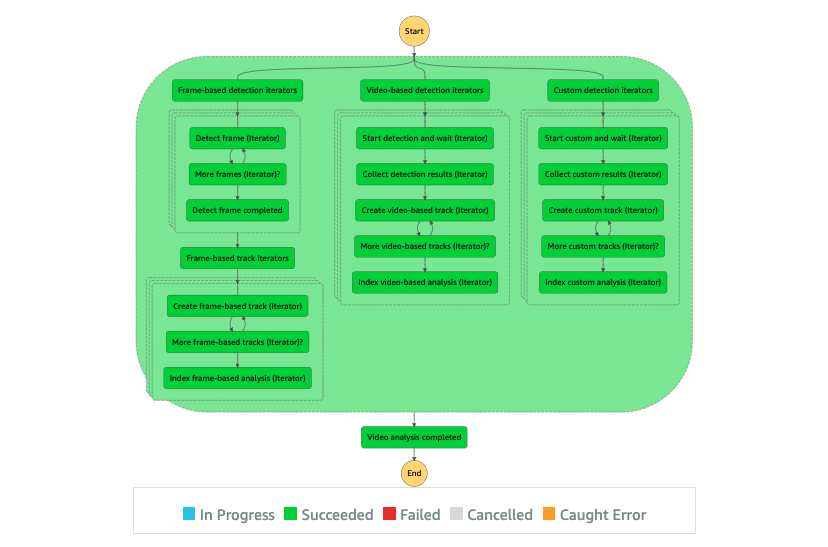 Start
Frame-based detection iterators
Video-based detection iterators
Custom detection iterators
Detect frame (Iterator)
More frames (Iterator)?
Detect frame completed
Frame-based track iterators
Create frame-based track (Iterator)
More frame-based tracks (Iterator)?
Index frame-based analysis (Iterator)
Start detection and wait (Iterator)
Collect detection results (Iterator)
Create video-based track (Iterator)
More video-based tracks (Iterator)?
Index video-based analysis (Iterator)
Start custom and wait (Iterator)
Collect custom results (Iterator)
Create custom track (Iterator)
More custom tracks (Iterator)?
Index custom analysis (Iterator)
Video analysis completed
End
In Progress
Succeeded
Failed
Cancelled
Caught Error